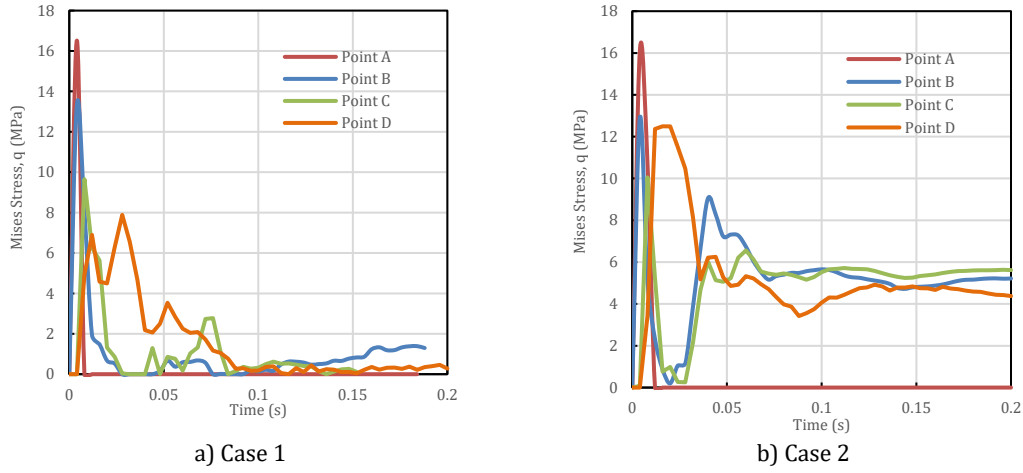 18
16
14
12
10
8
6
4
2
0
Mises Stress, q (MPa)
Point A
Point B
Point C
Point D
0
0.05
0.1
0.15
0.2
Time (s)
a) Case 1
18
16
14
12
10
8
6
4
2
0
Mises Stress, q (MPa)
Point A
Point B
Point C
Point D
0
0.05
0.1
0.15
0.2
Time (s)
b) Case 2